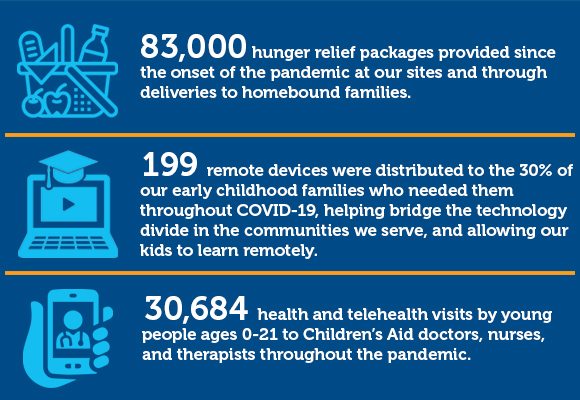 83,000 hunger relief packages provided since
the onset of the pandemic at our sites and through
deliveries to homebound families.
199 remote devices were distributed to the 30% of
our early childhood families who needed them
throughout COVID-19, helping bridge the technology
divide in the communities we serve, and allowing our
kids to learn remotely.
30,684 health and telehealth visits by young
people ages 0-21 to Children’s Aid doctors, nurses,
and therapists throughout the pandemic.